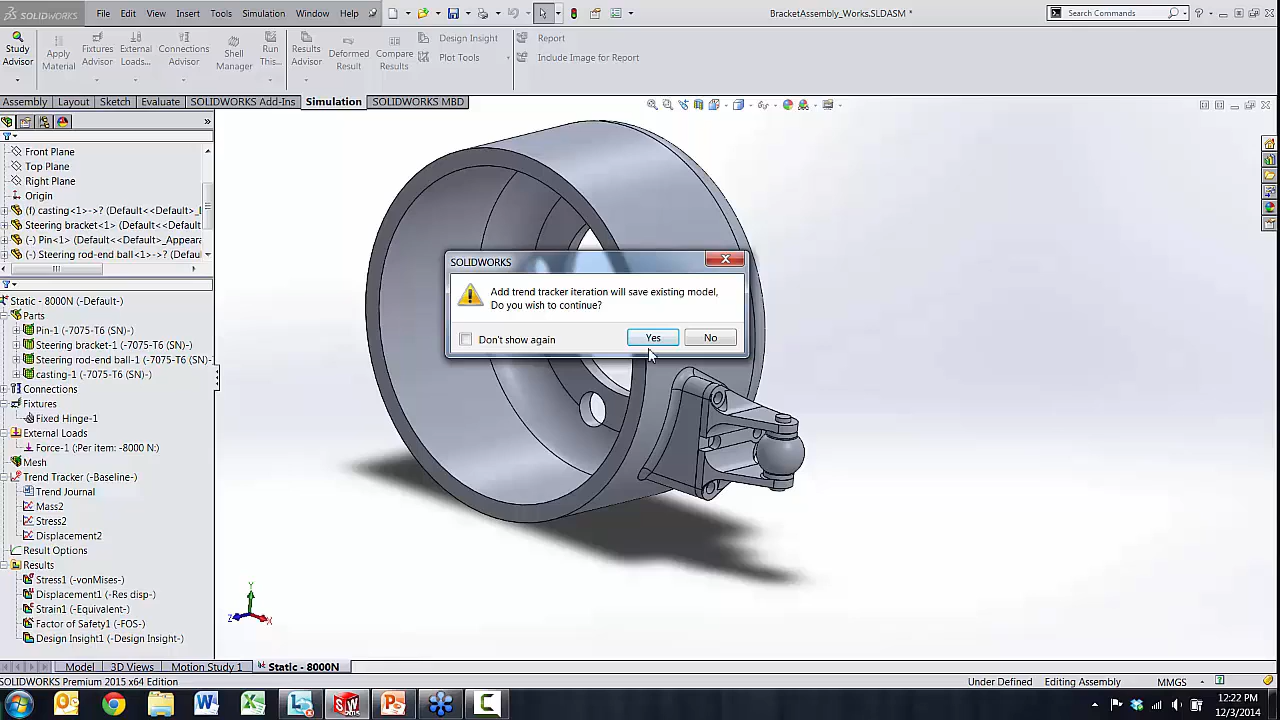 SOLIDWORKS
File Edit View Insert Tools Simulation Window Help
BracketAssembly_Works.SLDASM *
Search Commands
Study Advisor
Apply Material
Fixtures Advisor
External Loads...
Connections Advisor
Shell Manager
Run This...
Results Advisor
Deformed Result
Compare Results
Design Insight
Plot Tools
Report
Include Image for Report
Assembly Layout Sketch Evaluate SOLIDWORKS Add-Ins Simulation SOLIDWORKS MBD
Front Plane
Top Plane
Right Plane
Origin
(f) casting<1>->? (Default<<Default>_
Steering bracket<1> -> (Default<<Default
(-) Pin<1> (Default<<Default>_Appeara
(-) Steering rod-end ball<1>->? (Default
Static - 8000N (-Default-)
Parts
Pin-1 (-7075-T6 (SN)-)
Steering bracket-1 (-7075-T6 (SN)-)
Steering rod-end ball-1 (-7075-T6 (SN)-)
casting-1 (-7075-T6 (SN)-)
Connections
Fixtures
Fixed Hinge-1
External Loads
Force-1 (:Per item: -8000 N:)
Mesh
Trend Tracker (-Baseline-)
Trend Journal
Mass2
Stress2
Displacement2
Result Options
Results
Stress1 (-vonMises-)
Displacement1 (-Res disp-)
Strain1 (-Equivalent-)
Factor of Safety1 (-FOS-)
Design Insight1 (-Design Insight-)
SOLIDWORKS
Add trend tracker iteration will save existing model,
Do you wish to continue?
Don't show again
Yes
No
Y
Z
X
Model 3D Views Motion Study 1 Static - 8000N
SOLIDWORKS Premium 2015 x64 Edition
Under Defined Editing Assembly MMGS
12:22 PM
12/3/2014